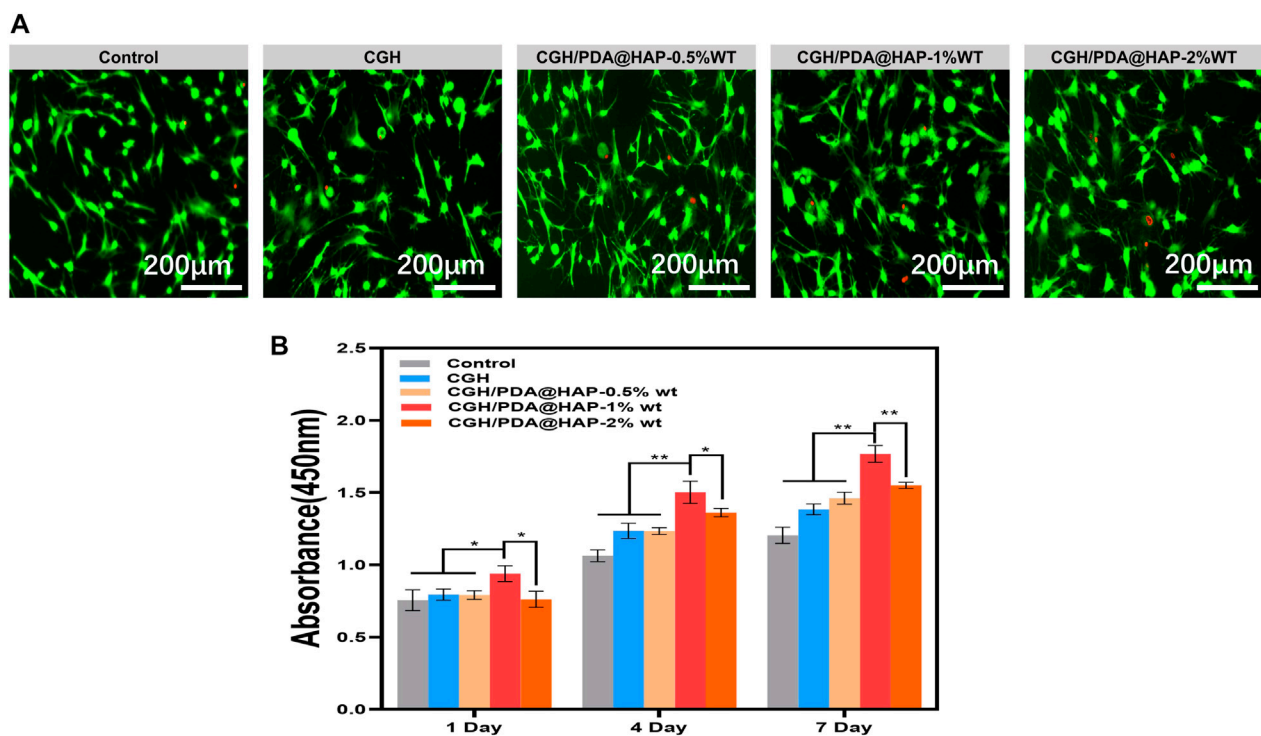 A
Control
CGH
CGH/PDA@HAP-0.5%WT
CGH/PDA@HAP-1%WT
CGH/PDA@HAP-2%WT
200μm
200μm
200μm
200μm
200μm
B
Absorbance(450nm)
2.5
2.0
1.5
1.0
0.5
0.0
Control
CGH
CGH/PDA@HAP-0.5% wt
CGH/PDA@HAP-1% wt
CGH/PDA@HAP-2% wt
*
*
**
*
**
**
1 Day
4 Day
7 Day